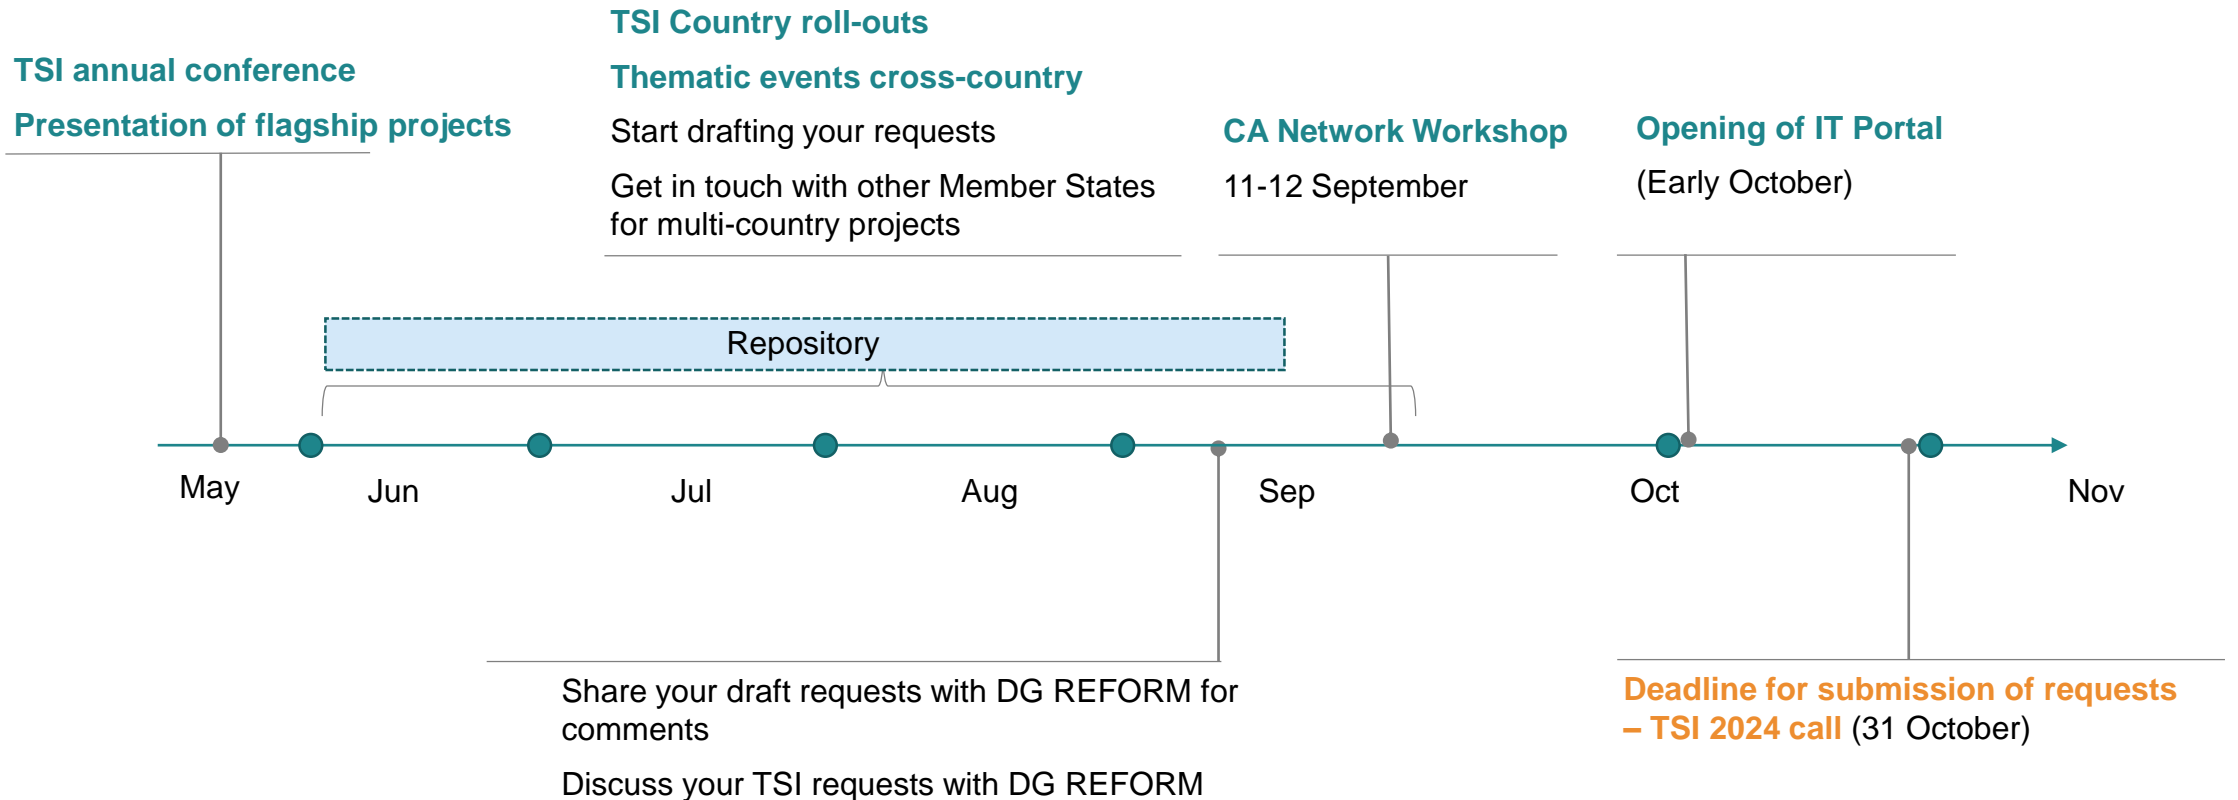 TSI annual conference
Presentation of flagship projects
TSI Country roll-outs
Thematic events cross-country
Start drafting your requests
Get in touch with other Member States
for multi-country projects
CA Network Workshop
11-12 September
Opening of IT Portal
(Early October)
Repository
May
Jun
Jul
Aug
Sep
Oct
Nov
Share your draft requests with DG REFORM for
comments
Discuss your TSI requests with DG REFORM
Deadline for submission of requests
– TSI 2024 call (31 October)